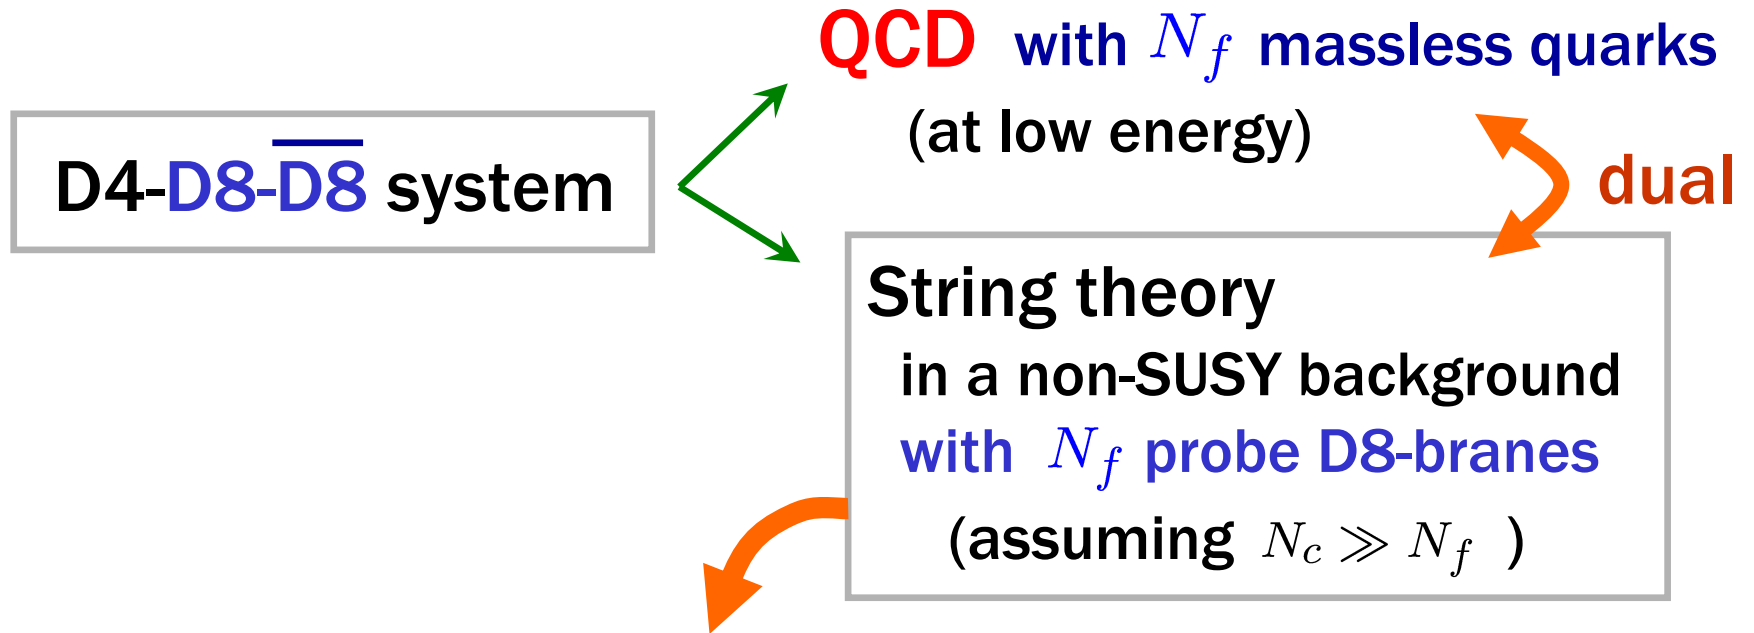 QCD with N_f massless quarks
(at low energy)
D4-D8-D̅8̅ system
dual
String theory
in a non-SUSY background
with N_f probe D8-branes
(assuming N_c ≫ N_f )